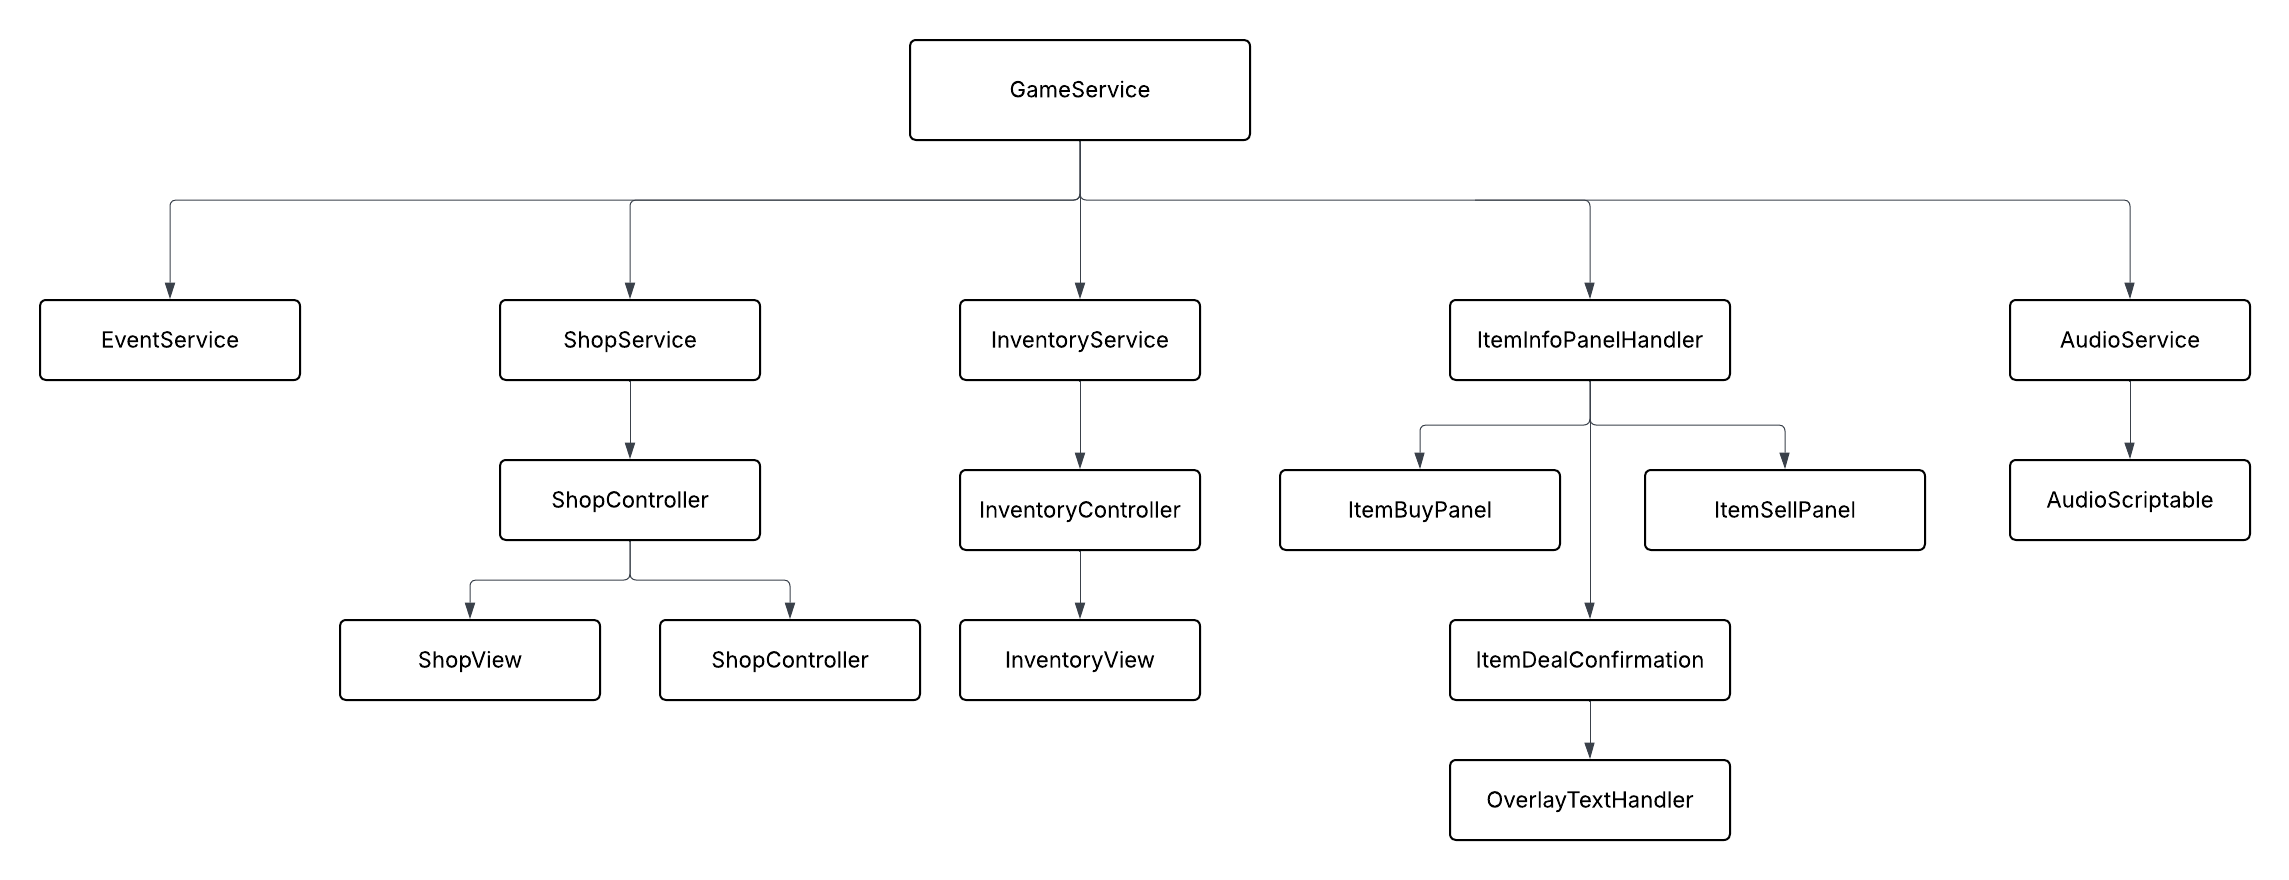 GameService
EventService
ShopService
InventoryService
ItemInfoPanelHandler
AudioService
ShopController
InventoryController
ItemBuyPanel
ItemSellPanel
AudioScriptable
ShopView
ShopController
InventoryView
ItemDealConfirmation
OverlayTextHandler